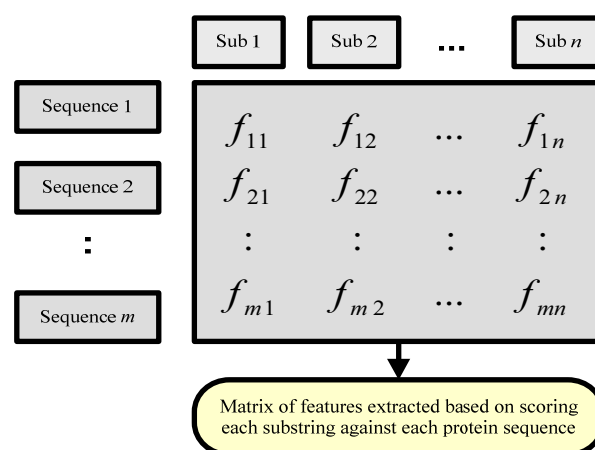 Sub 1 Sub 2 ... Sub n
Sequence 1
f11 f12 ... f1n
Sequence 2
f21 f22 ... f2n
: : : : :
Sequence m
fm1 fm2 ... fmn
Matrix of features extracted based on scoring
each substring against each protein sequence